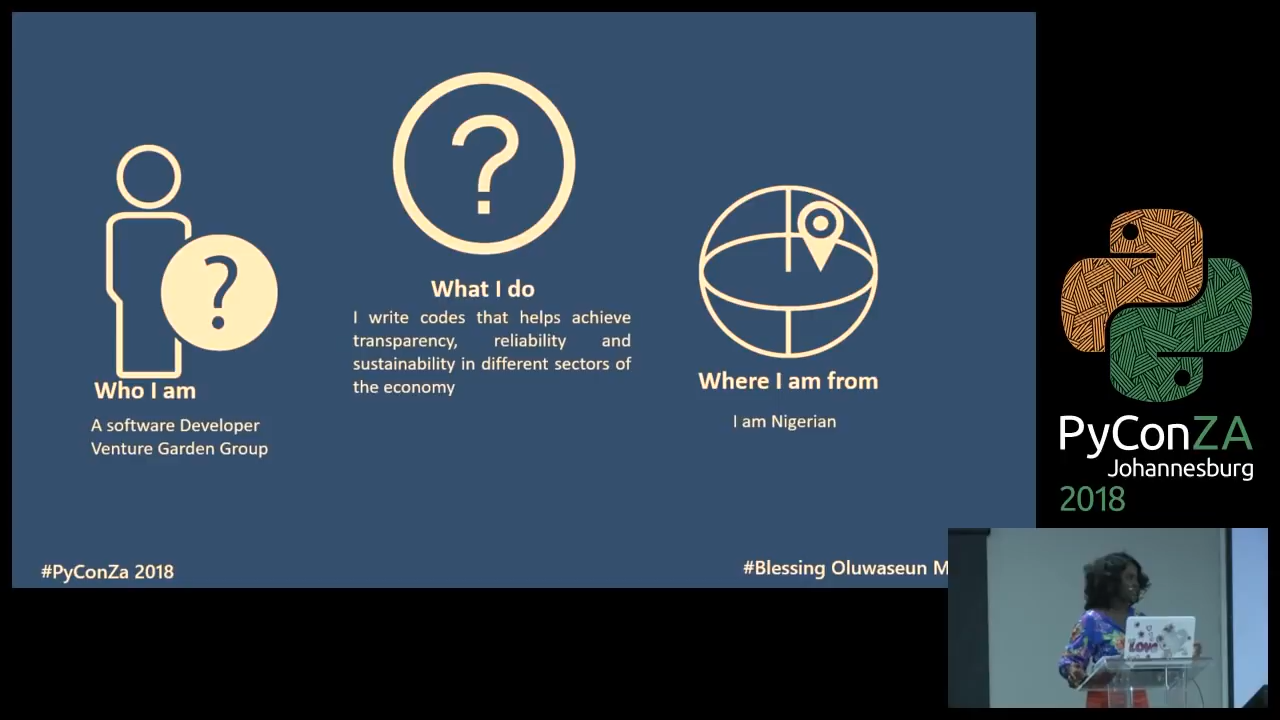 ?
?
Who I am
A software Developer
Venture Garden Group
What I do
I write codes that helps achieve
transparency, reliability and
sustainability in different sectors of
the economy
Where I am from
I am Nigerian
#PyConZa 2018
#Blessing Oluwaseun M
PyConZA
Johannesburg
2018
LOVE